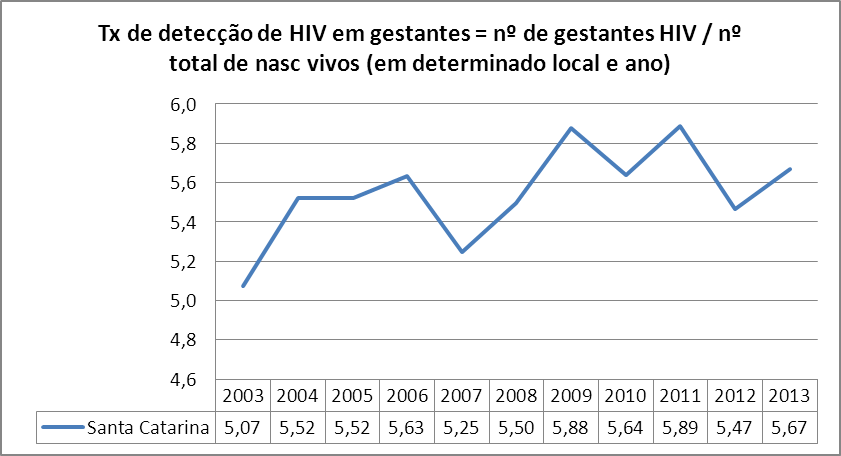 Tx de detecção de HIV em gestantes = nº de gestantes HIV / nº
total de nasc vivos (em determinado local e ano)
6,0
5,8
5,6
5,4
5,2
5,0
4,8
4,6
2003 2004 2005 2006 2007 2008 2009 2010 2011 2012 2013
Santa Catarina 5,07 5,52 5,52 5,63 5,25 5,50 5,88 5,64 5,89 5,47 5,67